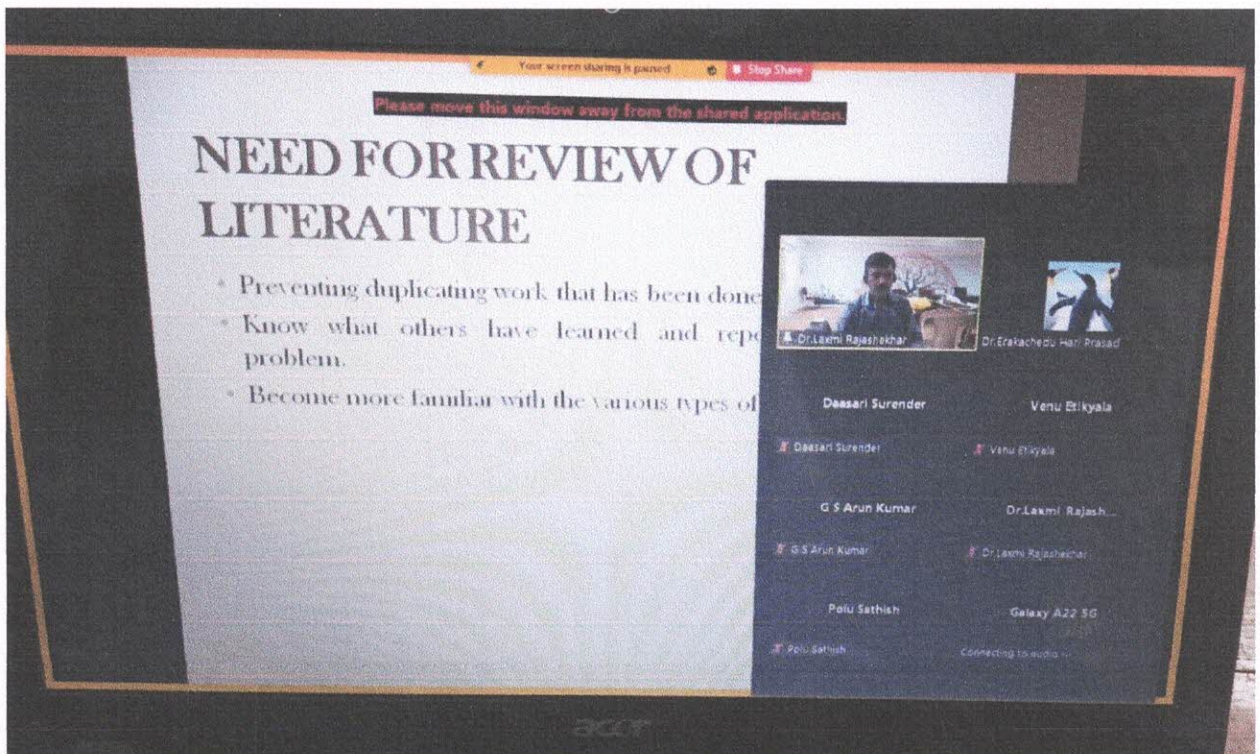 Your screen sharing is paused
Stop Share
Please move this window away from the shared application.
NEED FOR REVIEW OF
LITERATURE
Preventing duplicating work that has been done
Know what others have learned and repo
problem.
Become more familiar with the various types of
Dr.Laxmi Rajashekhar
Dr.Erakachedu Hari Prasad
Daasari Surender
Venu Etikyala
Daasari Surender
Venu Etikyala
G S Arun Kumar
Dr.Laxmi Rajash...
G S Arun Kumar
Dr.Laxmi Rajashekhar
Polu Sathish
Galaxy A22 5G
Polu Sathish
Connecting to audio ...
acer